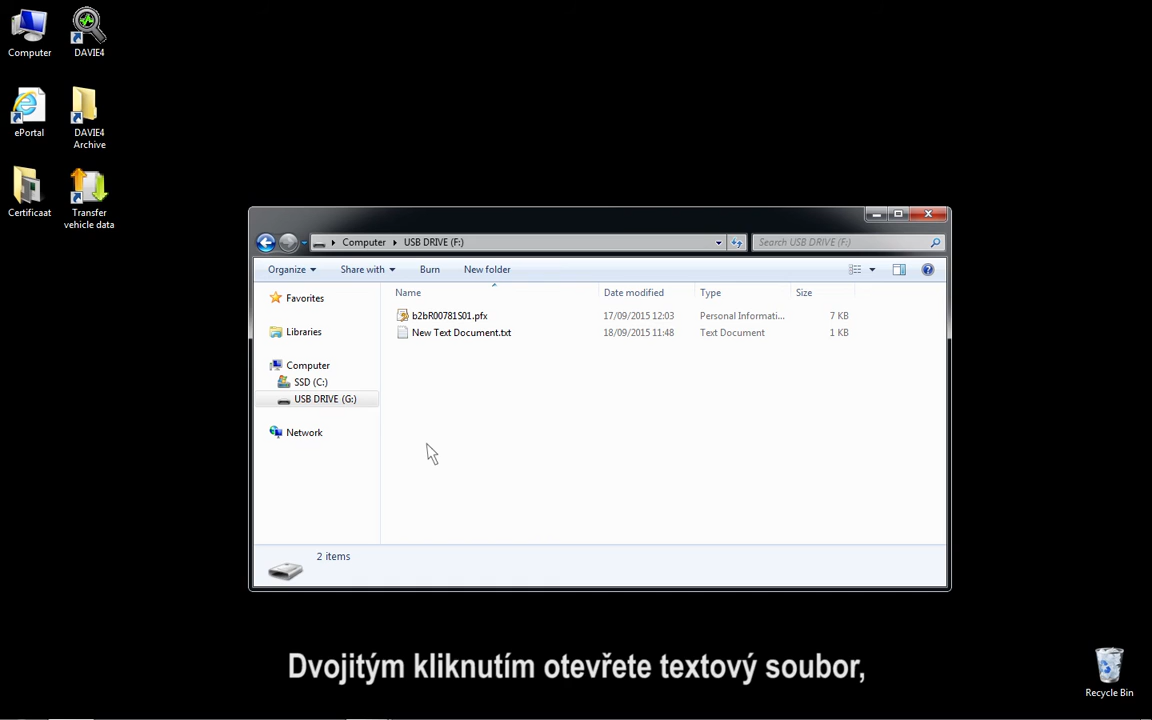 Computer
DAVIE4
ePortal
DAVIE4
Archive
Certificaat
Transfer
vehicle data
Computer
USB DRIVE (F:)
Search USB DRIVE (F:)
Organize
Share with
Burn
New folder
Favorites
Libraries
Computer
SSD (C:)
USB DRIVE (G:)
Network
Name
Date modified
Type
Size
b2bR00781S01.pfx
17/09/2015 12:03
Personal Informati...
7 KB
New Text Document.txt
18/09/2015 11:48
Text Document
1 KB
2 items
Dvojitým kliknutím otevřete textový soubor,
Recycle Bin